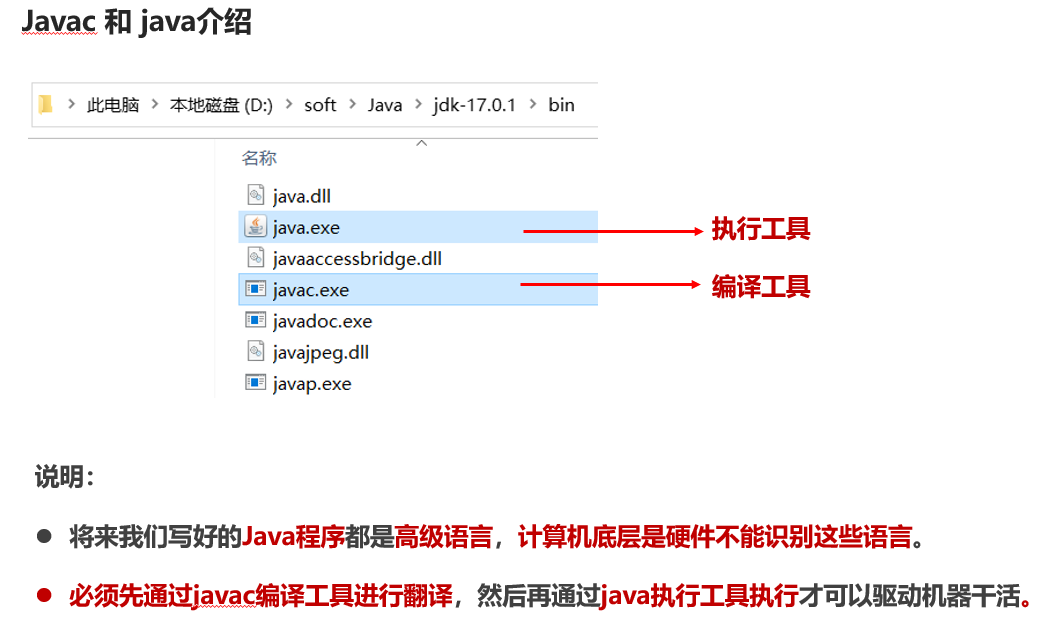 Javac 和 java介绍
此电脑 > 本地磁盘 (D:) > soft > Java > jdk-17.0.1 > bin
名称
java.dll
java.exe
执行工具
javaaccessbridge.dll
javac.exe
编译工具
javadoc.exe
javajpeg.dll
javap.exe
说明：
● 将来我们写好的Java程序都是高级语言，计算机底层是硬件不能识别这些语言。
● 必须先通过javac编译工具进行翻译，然后再通过java执行工具执行才可以驱动机器干活。